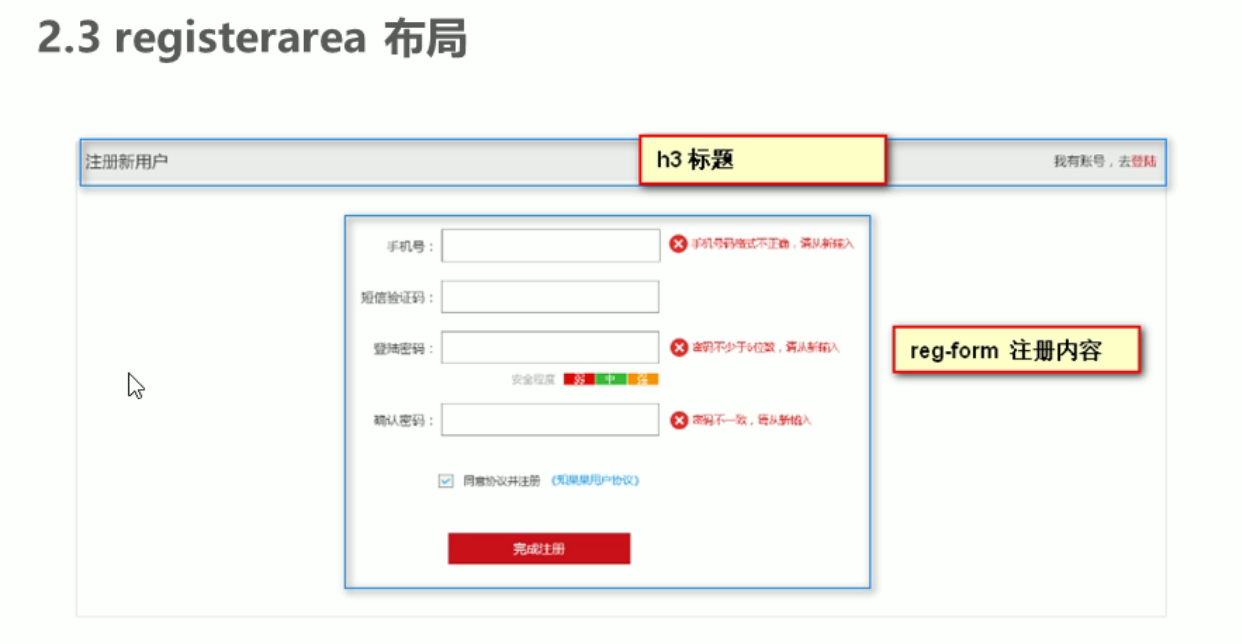 2.3 registerarea 布局
注册新用户
h3 标题
我有账号，去登陆
手机号：
手机号码格式不正确，请从新输入
短信验证码：
登陆密码：
密码不少于6位数，请从新输入
安全程度 弱 中 强
reg-form 注册内容
确认密码：
密码不一致，请从新输入
同意协议并注册 《知果果用户协议》
完成注册